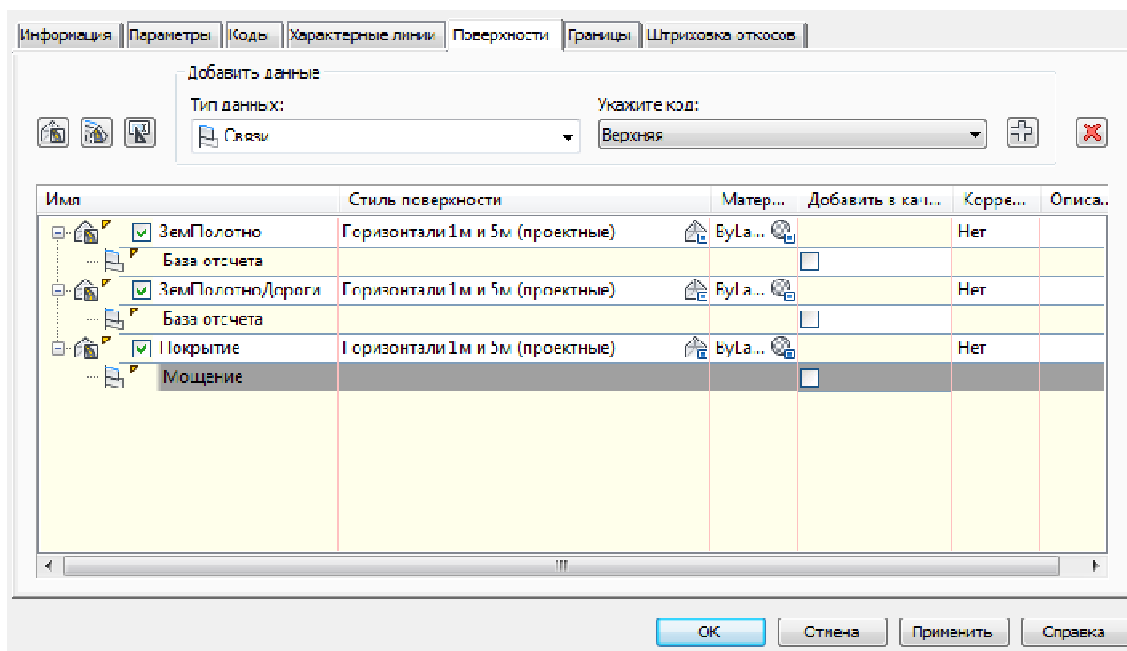 Информация Параметры Коды Характерные линии Поверхности Границы Штриховка откосов
Добавить данные
Тип данных: Укажите код:
Связи Верхняя
Имя Стиль поверхности Матер... Добавить в кач... Корре... Описа...
ЗемПолотно Горизонтали 1м и 5м (проектные) ByLa... Нет
База отсчета
ЗемПолотноДороги Горизонтали 1м и 5м (проектные) ByLa... Нет
База отсчета
Покрытие Горизонтали 1м и 5м (проектные) ByLa... Нет
Мощение
OK Отмена Применить Справка